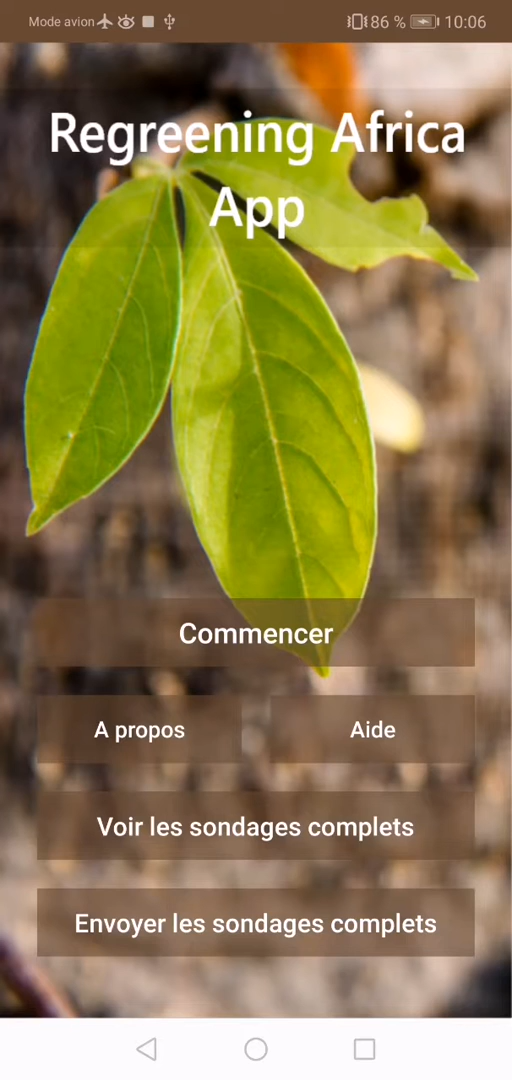 Mode avion 86 % 10:06
Regreening Africa
App
Commencer
A propos
Aide
Voir les sondages complets
Envoyer les sondages complets